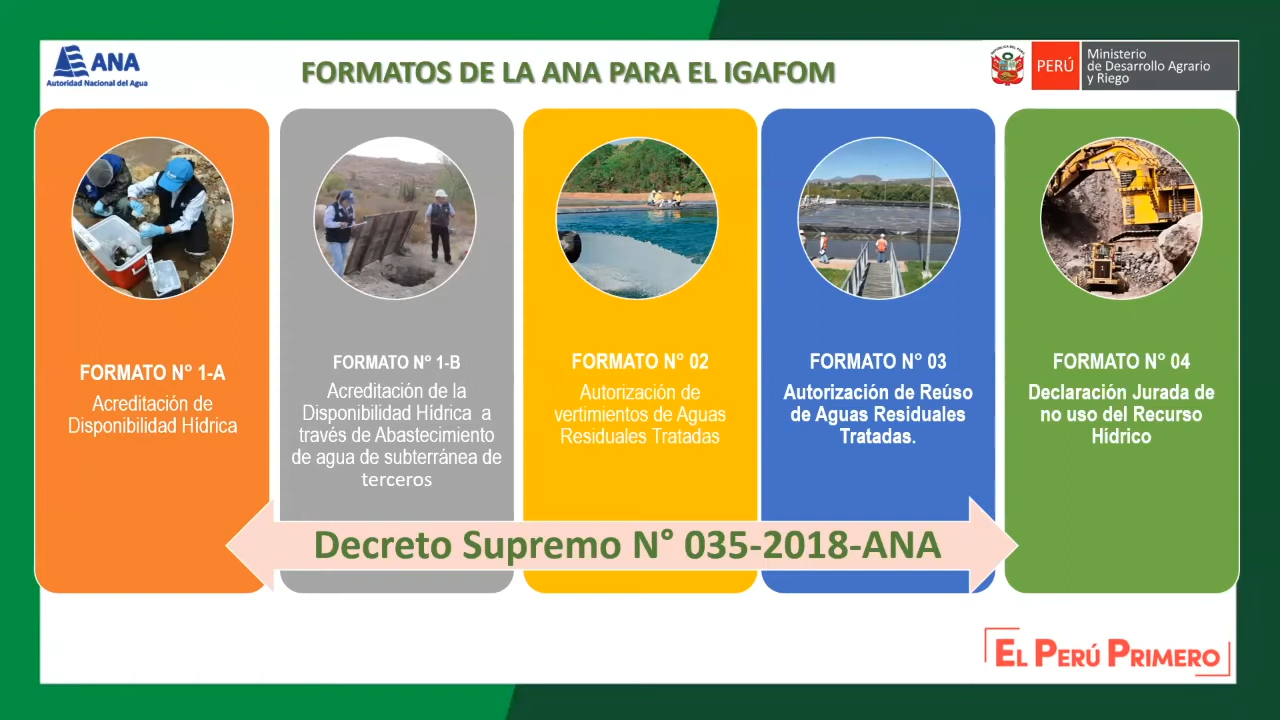 ANA
Autoridad Nacional del Agua
FORMATOS DE LA ANA PARA EL IGAFOM
PERÚ
Ministerio
de Desarrollo Agrario
y Riego
FORMATO N° 1-A
Acreditación de
Disponibilidad Hídrica
FORMATO N° 1-B
Acreditación de la
Disponibilidad Hídrica a
través de Abastecimiento
de agua de subterránea de
terceros
FORMATO N° 02
Autorización de
vertimientos de Aguas
Residuales Tratadas
FORMATO N° 03
Autorización de Reúso
de Aguas Residuales
Tratadas.
FORMATO N° 04
Declaración Jurada de
no uso del Recurso
Hídrico
Decreto Supremo N° 035-2018-ANA
EL PERÚ PRIMERO